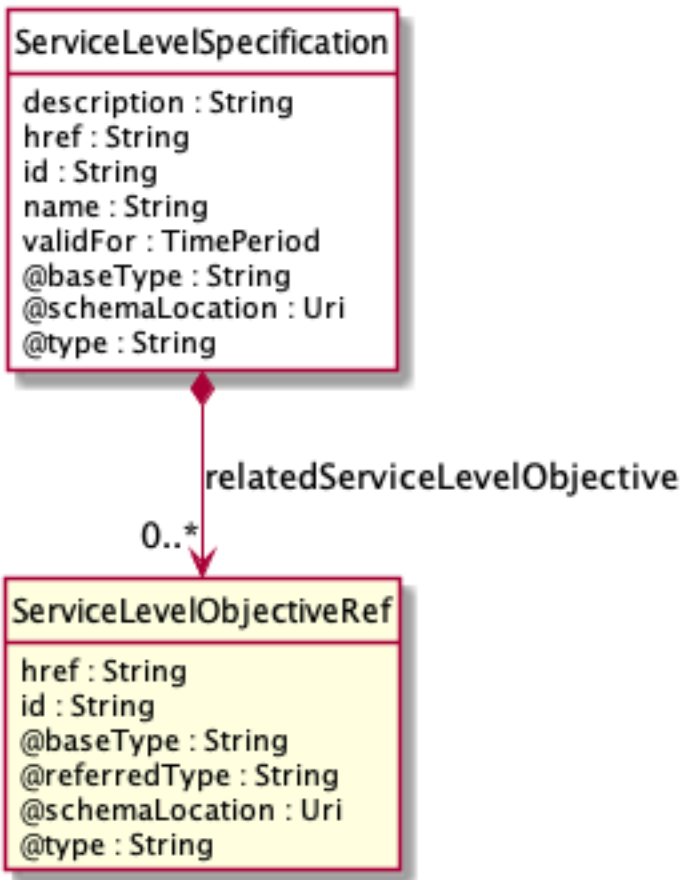 ServiceLevelSpecification
description : String
href : String
id : String
name : String
validFor : TimePeriod
@baseType : String
@schemaLocation : Uri
@type : String
relatedServiceLevelObjective
0..*
ServiceLevelObjectiveRef
href : String
id : String
@baseType : String
@referredType : String
@schemaLocation : Uri
@type : String